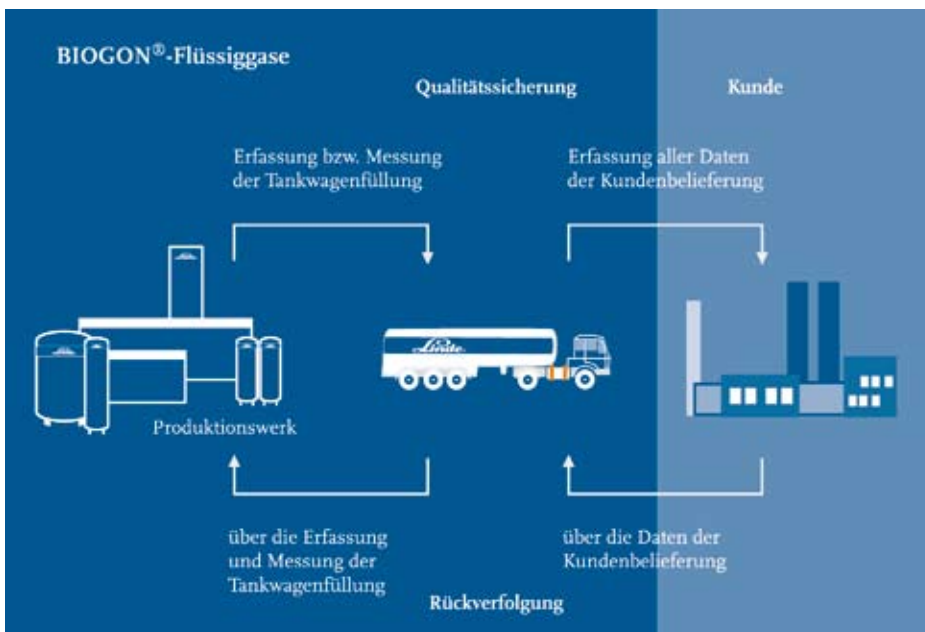 BIOGON®-Flüssiggase
Qualitätssicherung
Kunde
Erfassung bzw. Messung
der Tankwagenfüllung
Erfassung aller Daten
der Kundenbelieferung
Linde
Produktionswerk
über die Erfassung
und Messung der
Tankwagenfüllung
über die Daten der
Kundenbelieferung
Rückverfolgung